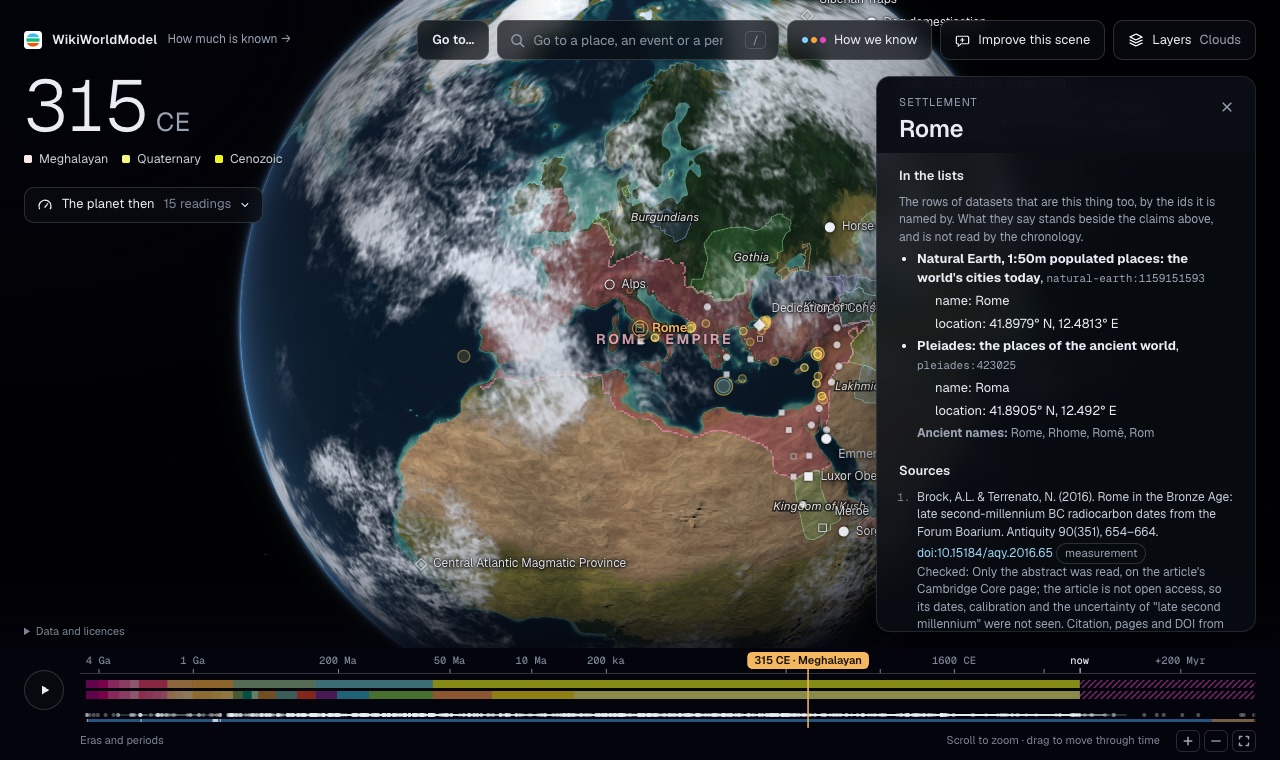 WikiWorldModel
How much is known →
Go to...
Go to a place, an event or a per
/
How we know
Improve this scene
Layers Clouds
315 CE
Meghalayan
Quaternary
Cenozoic
The planet then 15 readings
Dog domestication
Burgundians
Horse
Gothia
Alps
Dedication of Cons
Rome
ROME EMPIRE
Lakhmid
Emmer
Luxor Obe
Kingdom of Kush
Meroe
Sorg
Central Atlantic Magmatic Province
SETTLEMENT
Rome
In the lists
The rows of datasets that are this thing too, by the ids it is
named by. What they say stands beside the claims above,
and is not read by the chronology.
• Natural Earth, 1:50m populated places: the
world's cities today, natural-earth:1159151593
name: Rome
location: 41.8979° N, 12.4813° E
• Pleiades: the places of the ancient world,
pleiades:423025
name: Roma
location: 41.8905° N, 12.492° E
Ancient names: Rome, Rhome, Romê, Rom
Sources
1. Brock, A.L. & Terrenato, N. (2016). Rome in the Bronze Age:
late second-millennium BC radiocarbon dates from the
Forum Boarium. Antiquity 90(351), 654–664.
doi:10.15184/aqy.2016.65 measurement
Checked: Only the abstract was read, on the article's
Cambridge Core page; the article is not open access, so
its dates, calibration and the uncertainty of "late second
millennium" were not seen. Citation, pages and DOI from
Data and licences
4 Ga
1 Ga
200 Ma
50 Ma
10 Ma
200 ka
315 CE · Meghalayan
1600 CE
now
+200 Myr
Eras and periods
Scroll to zoom · drag to move through time